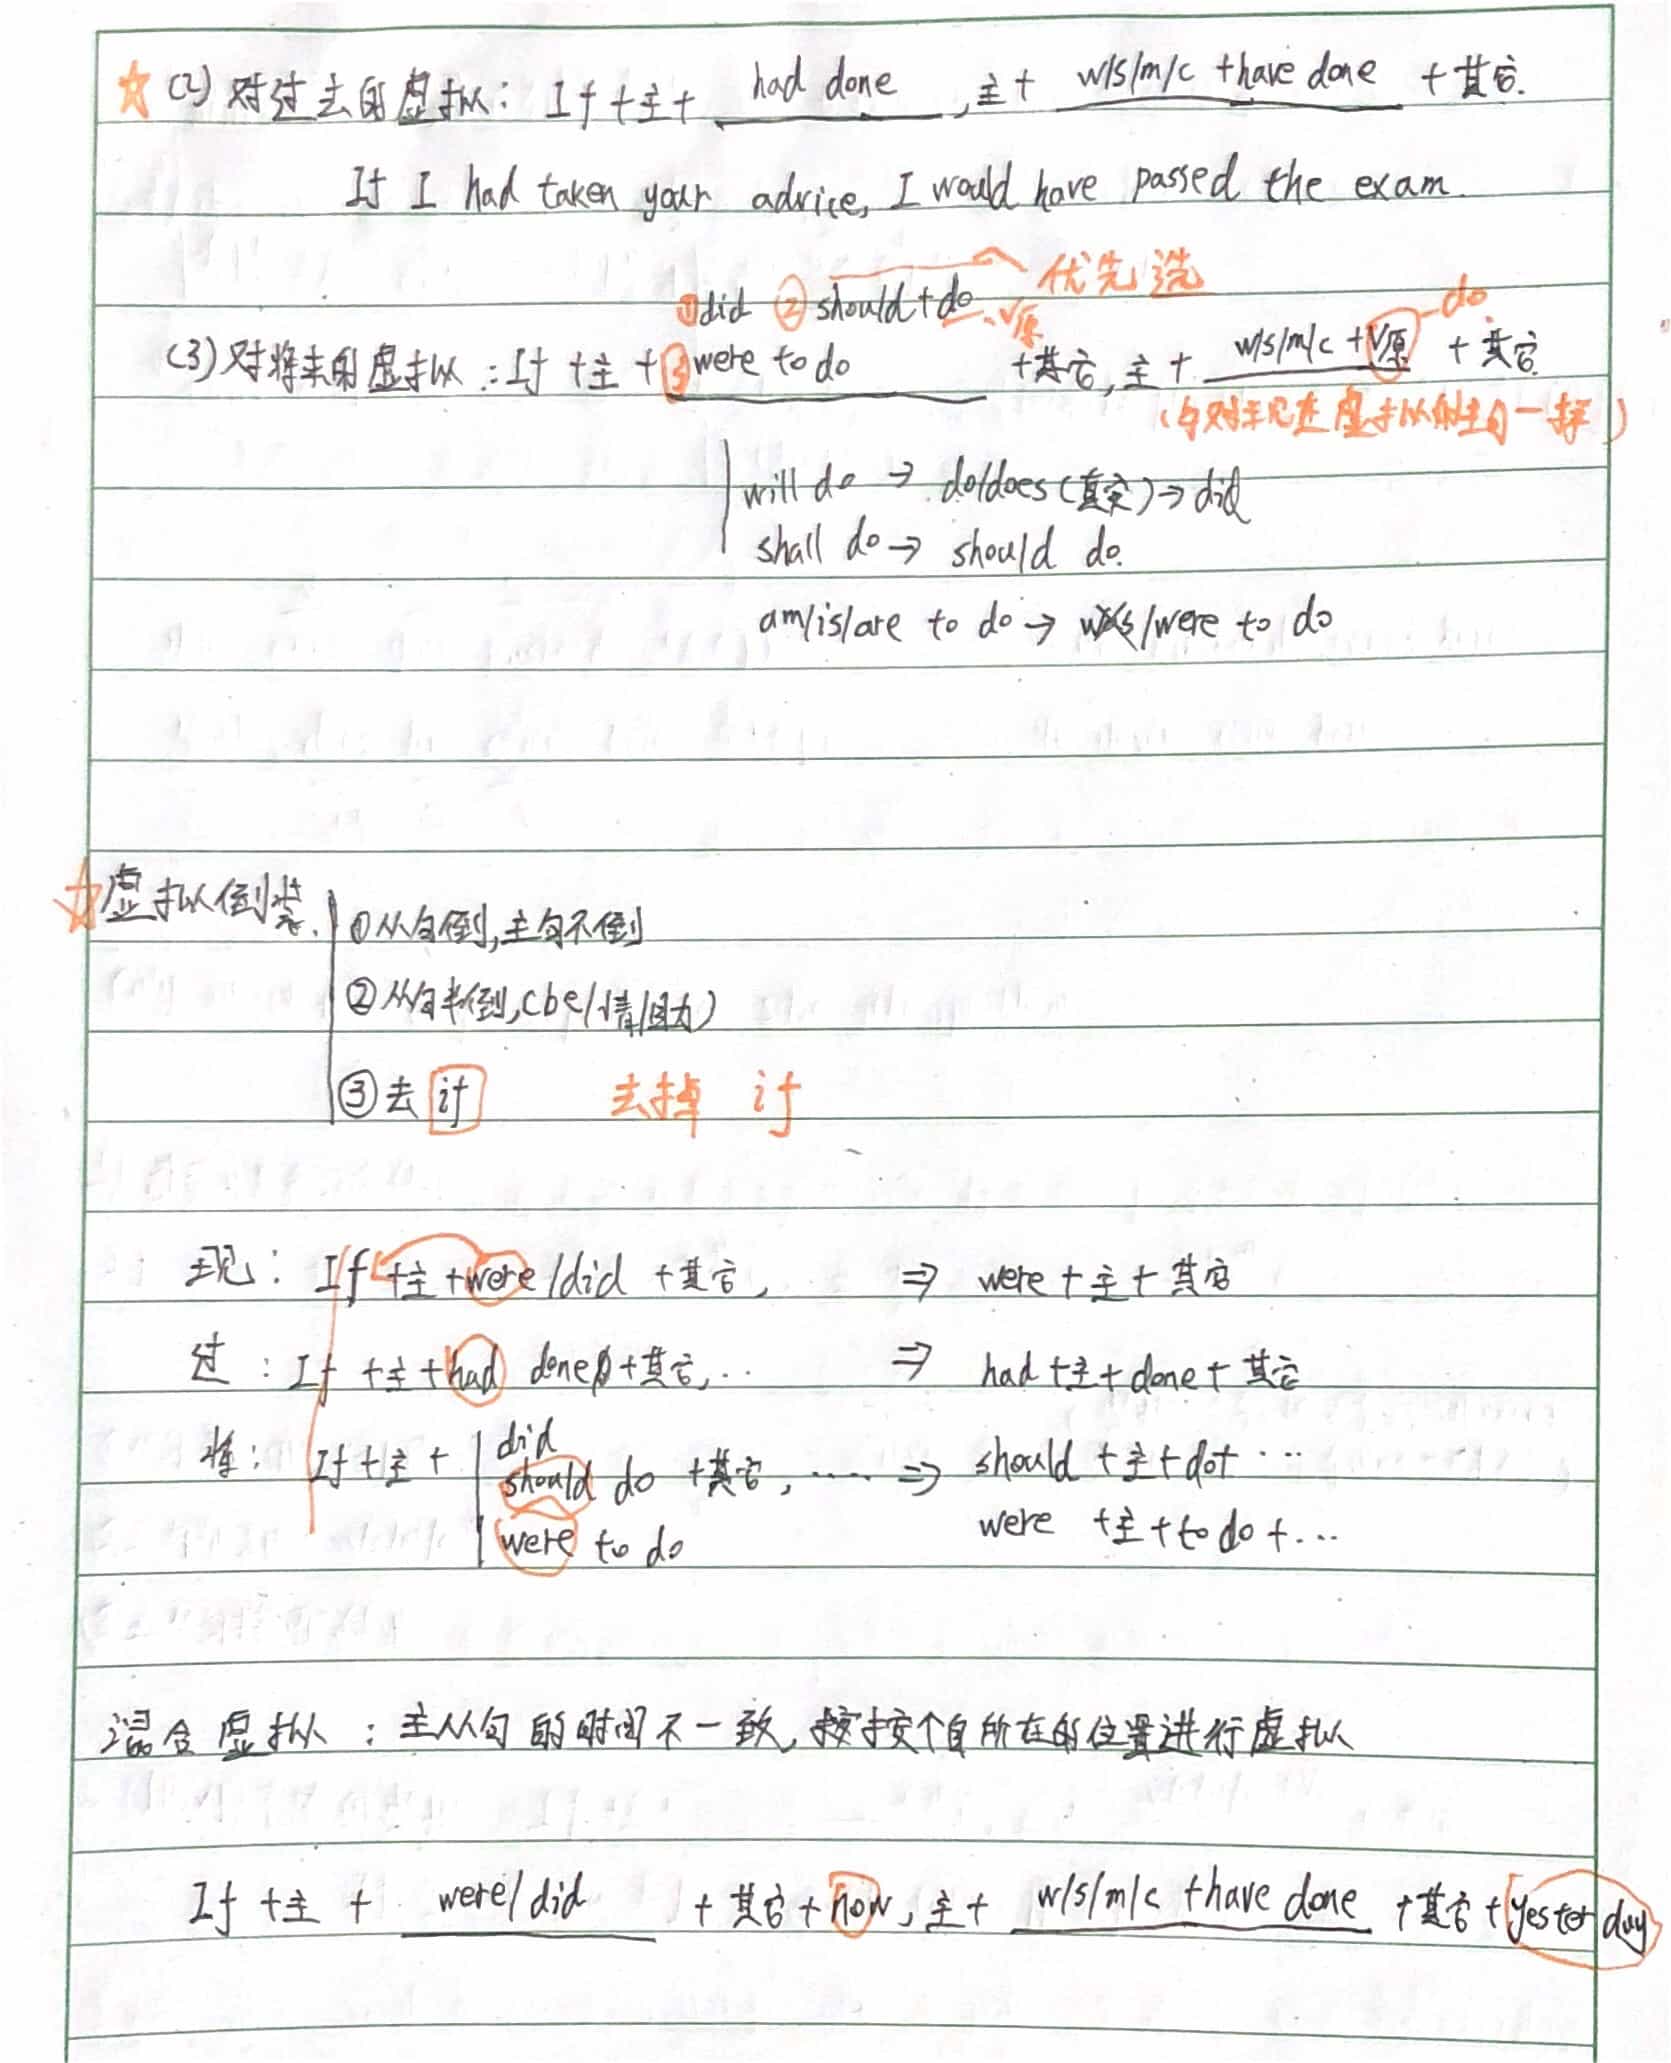 ☆ (2) 对过去的虚拟: If + 主 + had done, 主 + w/s/m/c + have done + 其它.
If I had taken your advice, I would have passed the exam.
优先选
①did ②should + do V原 do
(3) 对将来的虚拟: If + 主 + ③were to do + 其它, 主 + w/s/m/c + V原 + 其它.
(与对现在虚拟的主句一样)
will do → do/does (真实) → did
shall do → should do.
am/is/are to do → was/were to do
☆虚拟倒装.
①从句倒,主句不倒
②从句半倒,(be/情/助)
③去 if 去掉 if
现: If + 主 + were/did + 其它, ⇒ were + 主 + 其它
过: If + 主 + had done + 其它,.. ⇒ had + 主 + done + 其它
did
将: If + 主 + should do + 其它, ...... ⇒ should + 主 + do + ...
were to do were + 主 + to do + ...
混合虚拟: 主从句的时间不一致, 按个自所在的位置进行虚拟
If + 主 + were/did + 其它 + now, 主 + w/s/m/c + have done + 其它 + yesterday